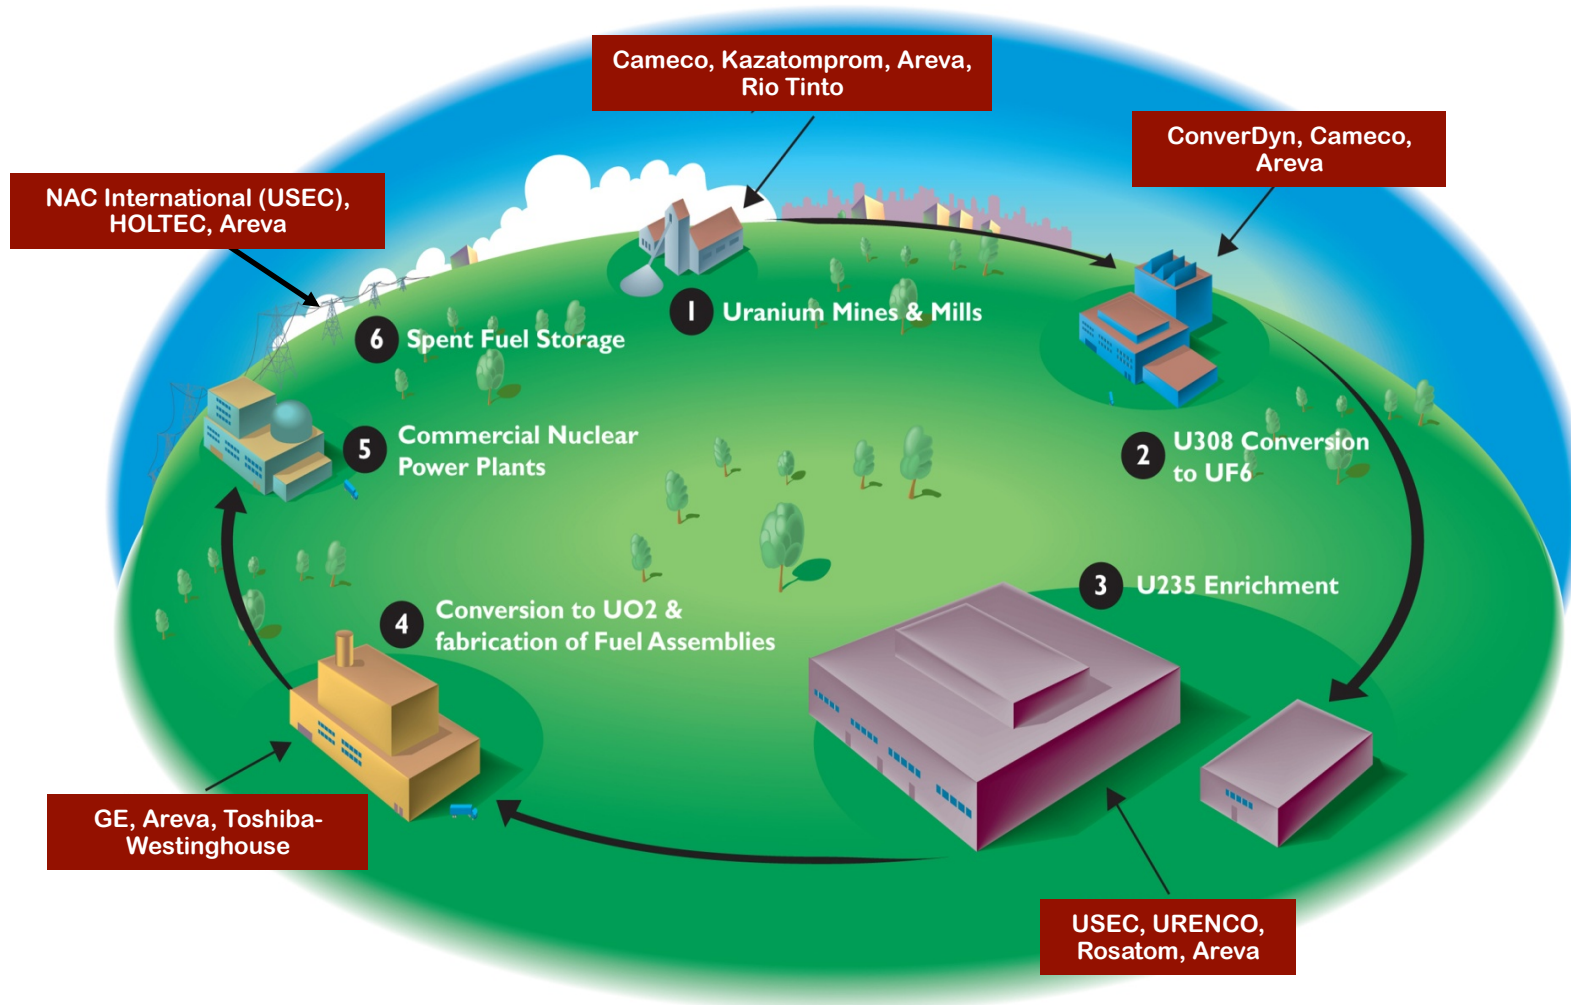 Cameco, Kazatomprom, Areva,
Rio Tinto
ConverDyn, Cameco,
Areva
NAC International (USEC),
HOLTEC, Areva
1 Uranium Mines & Mills
6 Spent Fuel Storage
5 Commercial Nuclear
Power Plants
2 U308 Conversion
to UF6
3 U235 Enrichment
4 Conversion to UO2 &
fabrication of Fuel Assemblies
GE, Areva, Toshiba-
Westinghouse
USEC, URENCO,
Rosatom, Areva